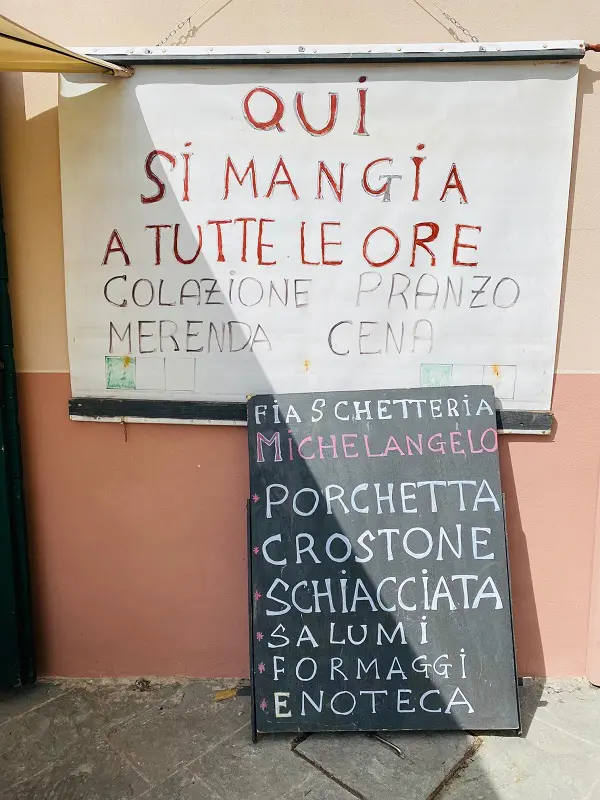 QUI
SI MANGIA
A TUTTE LE ORE
COLAZIONE PRANZO
MERENDA CENA
FIASCHETTERIA
MICHELANGELO
* PORCHETTA
* CROSTONE
* SCHIACCIATA
* SALUMI
* FORMAGGI
* ENOTECA